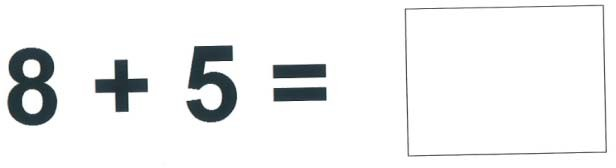 8 + 5 =